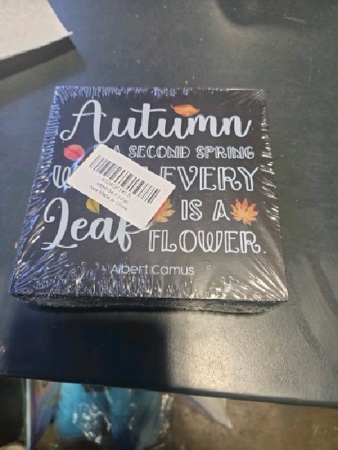 Autumn
A SECOND SPRING
W EVERY
Leaf IS A
FLOWER.
- Albert Camus